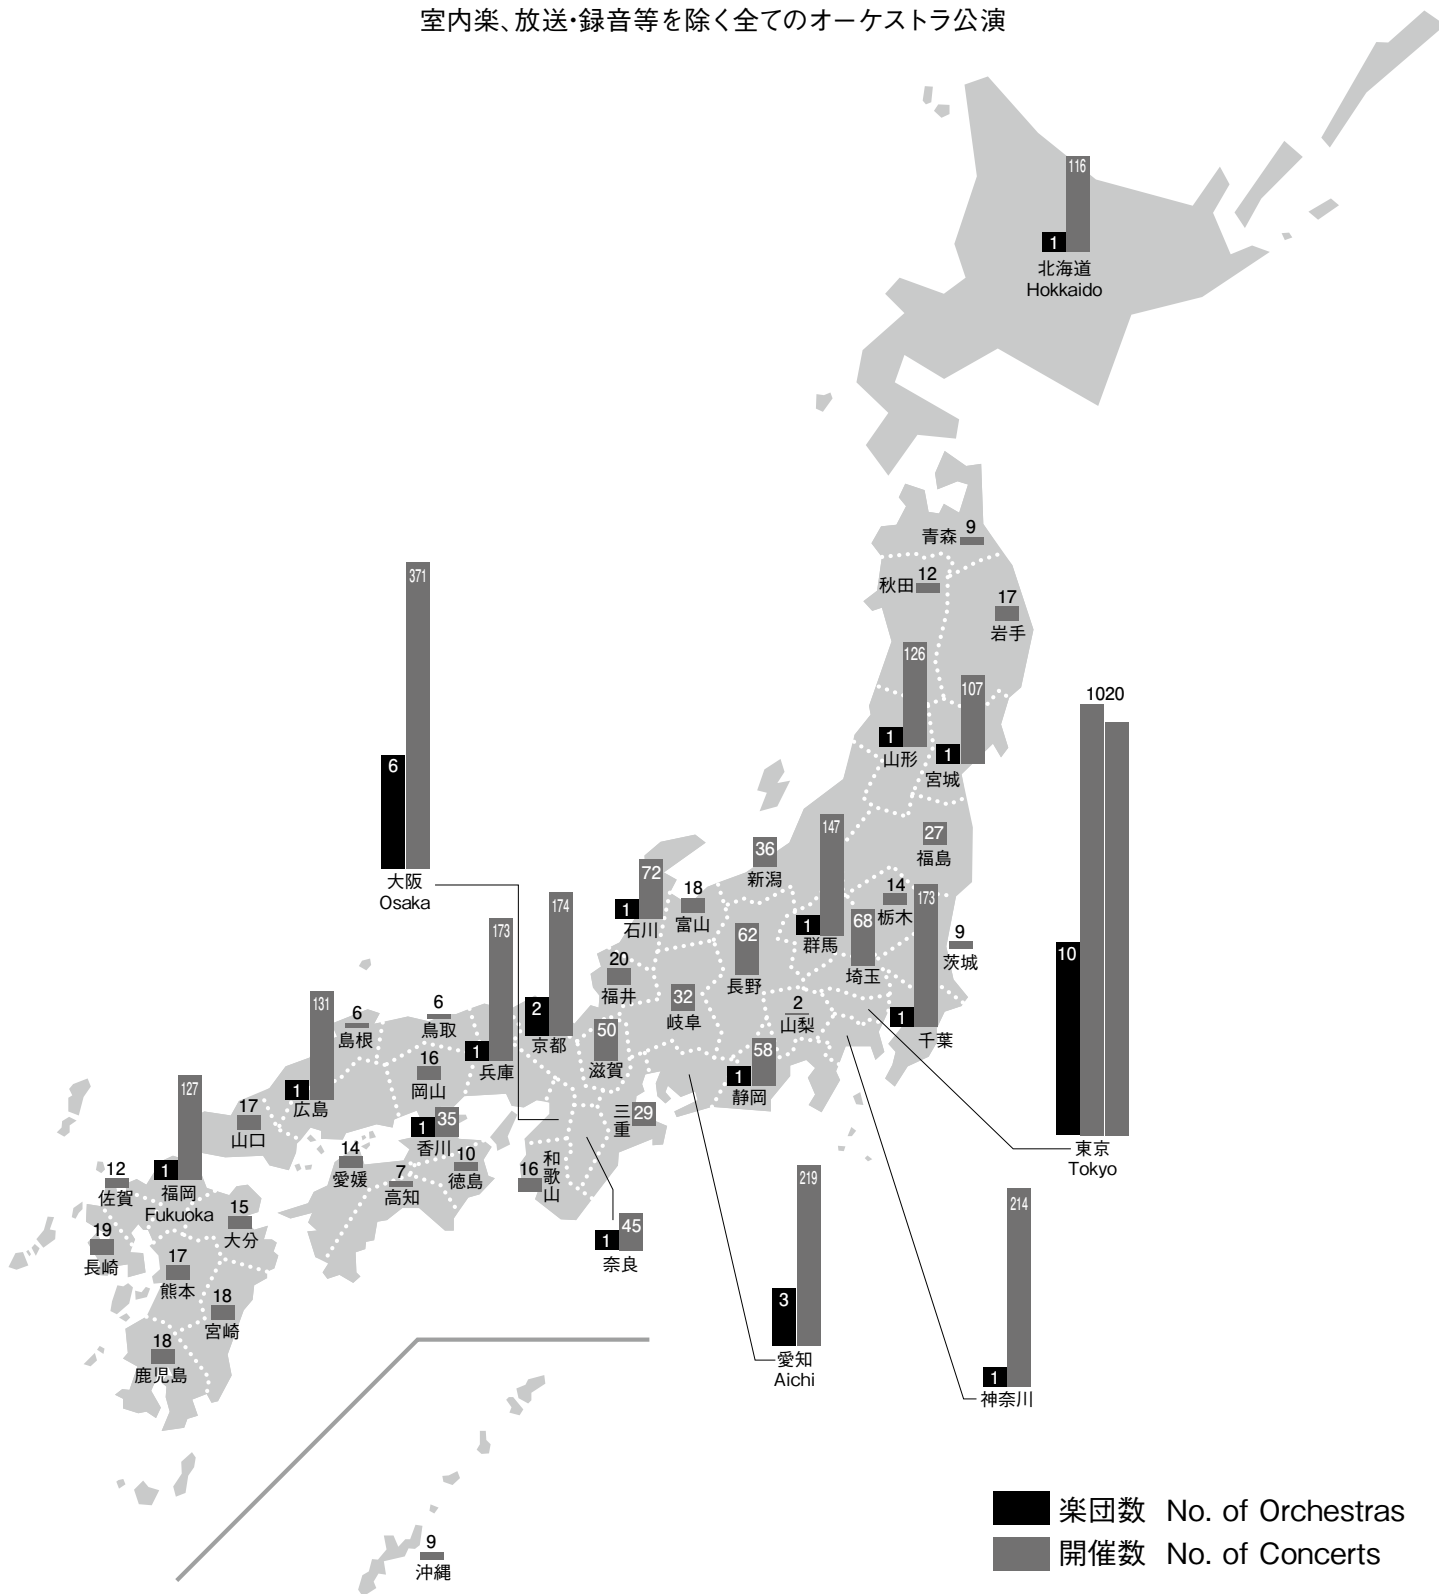 室内楽、放送・録音等を除く全てのオーケストラ公演
116
1
北海道
Hokkaido
青森
9
秋田
12
17
岩手
126
1
山形
107
1
宮城
371
6
大阪
Osaka
1020
10
東京
Tokyo
27
福島
36
新潟
147
1
群馬
14
栃木
68
埼玉
173
1
千葉
9
茨城
72
1
石川
18
富山
62
長野
20
福井
32
岐阜
2
山梨
58
1
静岡
174
2
京都
50
滋賀
173
1
兵庫
6
鳥取
6
島根
16
岡山
131
1
広島
17
山口
35
1
香川
14
愛媛
7
高知
10
徳島
三重
29
16
和歌山
45
1
奈良
219
3
愛知
Aichi
214
1
神奈川
127
1
福岡
Fukuoka
12
佐賀
15
大分
19
長崎
17
熊本
18
宮崎
18
鹿児島
9
沖縄
楽団数 No. of Orchestras
開催数 No. of Concerts